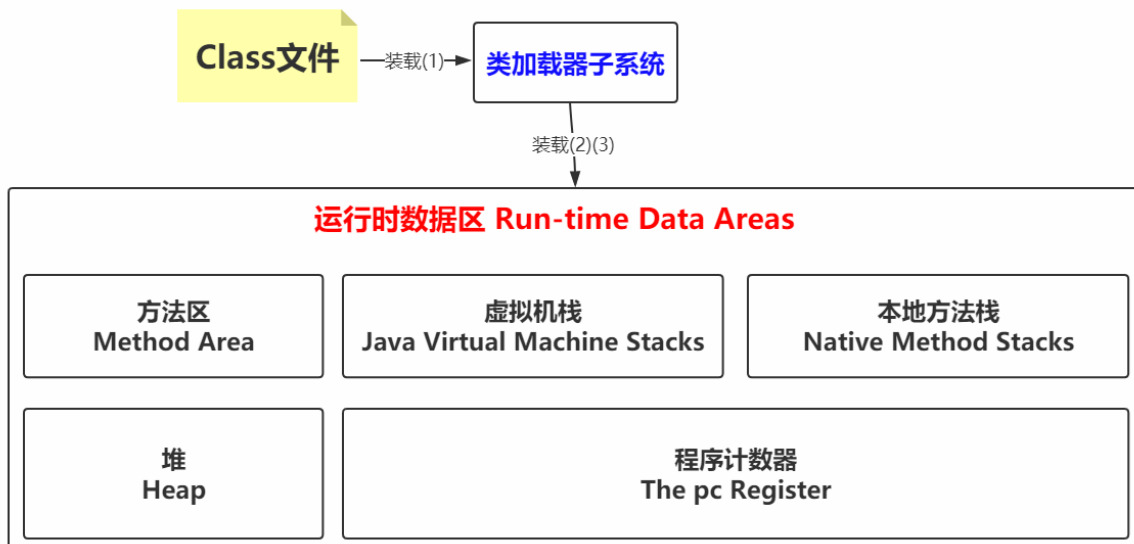 Class文件
装载(1)
类加载器子系统
装载(2)(3)
运行时数据区 Run-time Data Areas
方法区
Method Area
虚拟机栈
Java Virtual Machine Stacks
本地方法栈
Native Method Stacks
堆
Heap
程序计数器
The pc Register